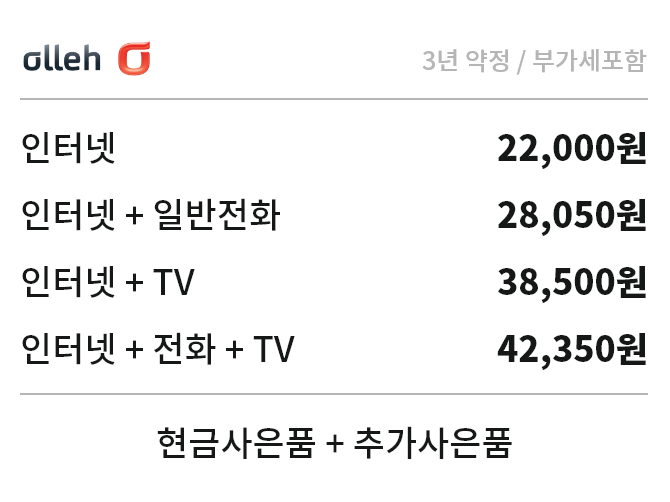 olleh
3년 약정 / 부가세포함
인터넷 22,000원
인터넷 + 일반전화 28,050원
인터넷 + TV 38,500원
인터넷 + 전화 + TV 42,350원
현금사은품 + 추가사은품